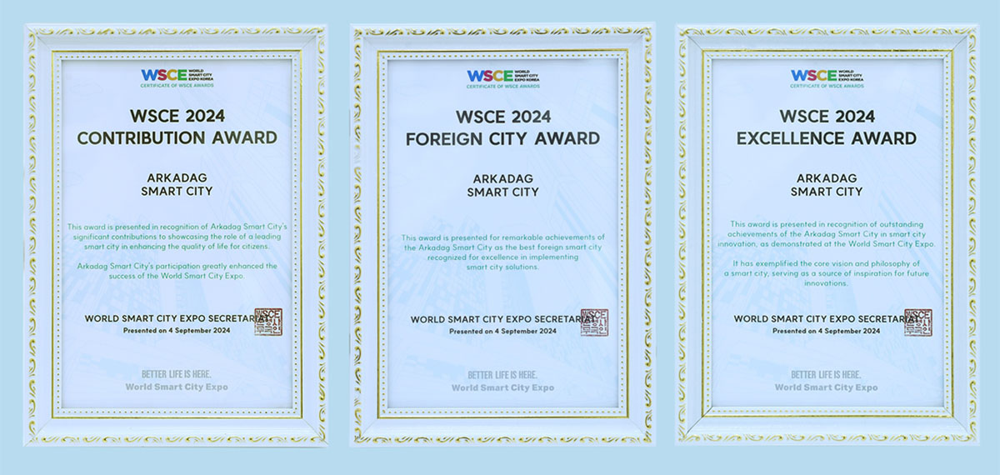 WSCE WORLD
SMART CITY
EXPO KOREA
CERTIFICATE OF WSCE AWARDS
WSCE 2024
CONTRIBUTION AWARD
ARKADAG
SMART CITY
This award is presented in recognition of Arkadag Smart City's
significant contributions to showcasing the role of a leading
smart city in enhancing the quality of life for citizens.
Arkadag Smart City's participation greatly enhanced the
success of the World Smart City Expo.
WORLD SMART CITY EXPO SECRETARIAT
WSCE
Presented on 4 September 2024
BETTER LIFE IS HERE.
World Smart City Expo
WSCE WORLD
SMART CITY
EXPO KOREA
CERTIFICATE OF WSCE AWARDS
WSCE 2024
FOREIGN CITY AWARD
ARKADAG
SMART CITY
This award is presented for remarkable achievements of
the Arkadag Smart City as the best foreign smart city
recognized for excellence in implementing
smart city solutions.
WORLD SMART CITY EXPO SECRETARIAT
WSCE
Presented on 4 September 2024
BETTER LIFE IS HERE.
World Smart City Expo
WSCE WORLD
SMART CITY
EXPO KOREA
CERTIFICATE OF WSCE AWARDS
WSCE 2024
EXCELLENCE AWARD
ARKADAG
SMART CITY
This award is presented in recognition of outstanding
achievements of the Arkadag Smart City in smart city
innovation, as demonstrated at the World Smart City Expo.
It has exemplified the core vision and philosophy of
a smart city, serving as a source of inspiration for future
innovations.
WORLD SMART CITY EXPO SECRETARIAT
WSCE
Presented on 4 September 2024
BETTER LIFE IS HERE.
World Smart City Expo